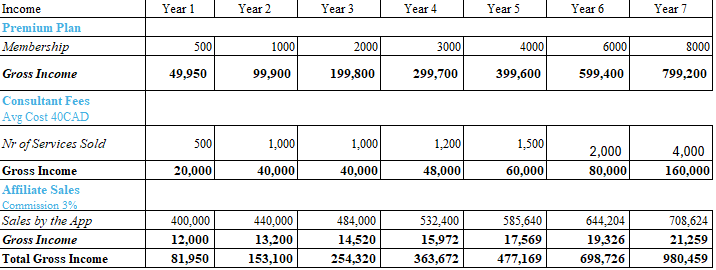 Income Year 1 Year 2 Year 3 Year 4 Year 5 Year 6 Year 7
Premium Plan
Membership 500 1000 2000 3000 4000 6000 8000
Gross Income 49,950 99,900 199,800 299,700 399,600 599,400 799,200
Consultant Fees
Avg Cost 40CAD
Nr of Services Sold 500 1,000 1,000 1,200 1,500 2,000 4,000
Gross Income 20,000 40,000 40,000 48,000 60,000 80,000 160,000
Affiliate Sales
Commission 3%
Sales by the App 400,000 440,000 484,000 532,400 585,640 644,204 708,624
Gross Income 12,000 13,200 14,520 15,972 17,569 19,326 21,259
Total Gross Income 81,950 153,100 254,320 363,672 477,169 698,726 980,459